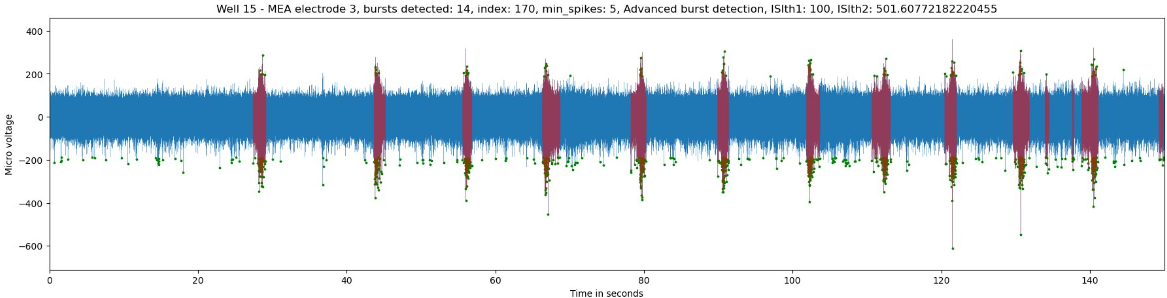 Well 15 - MEA electrode 3, bursts detected: 14, index: 170, min_spikes: 5, Advanced burst detection, ISIth1: 100, ISIth2: 501.60772182220455
Micro voltage
400
200
0
−200
−400
−600
0 20 40 60 80 100 120 140
Time in seconds